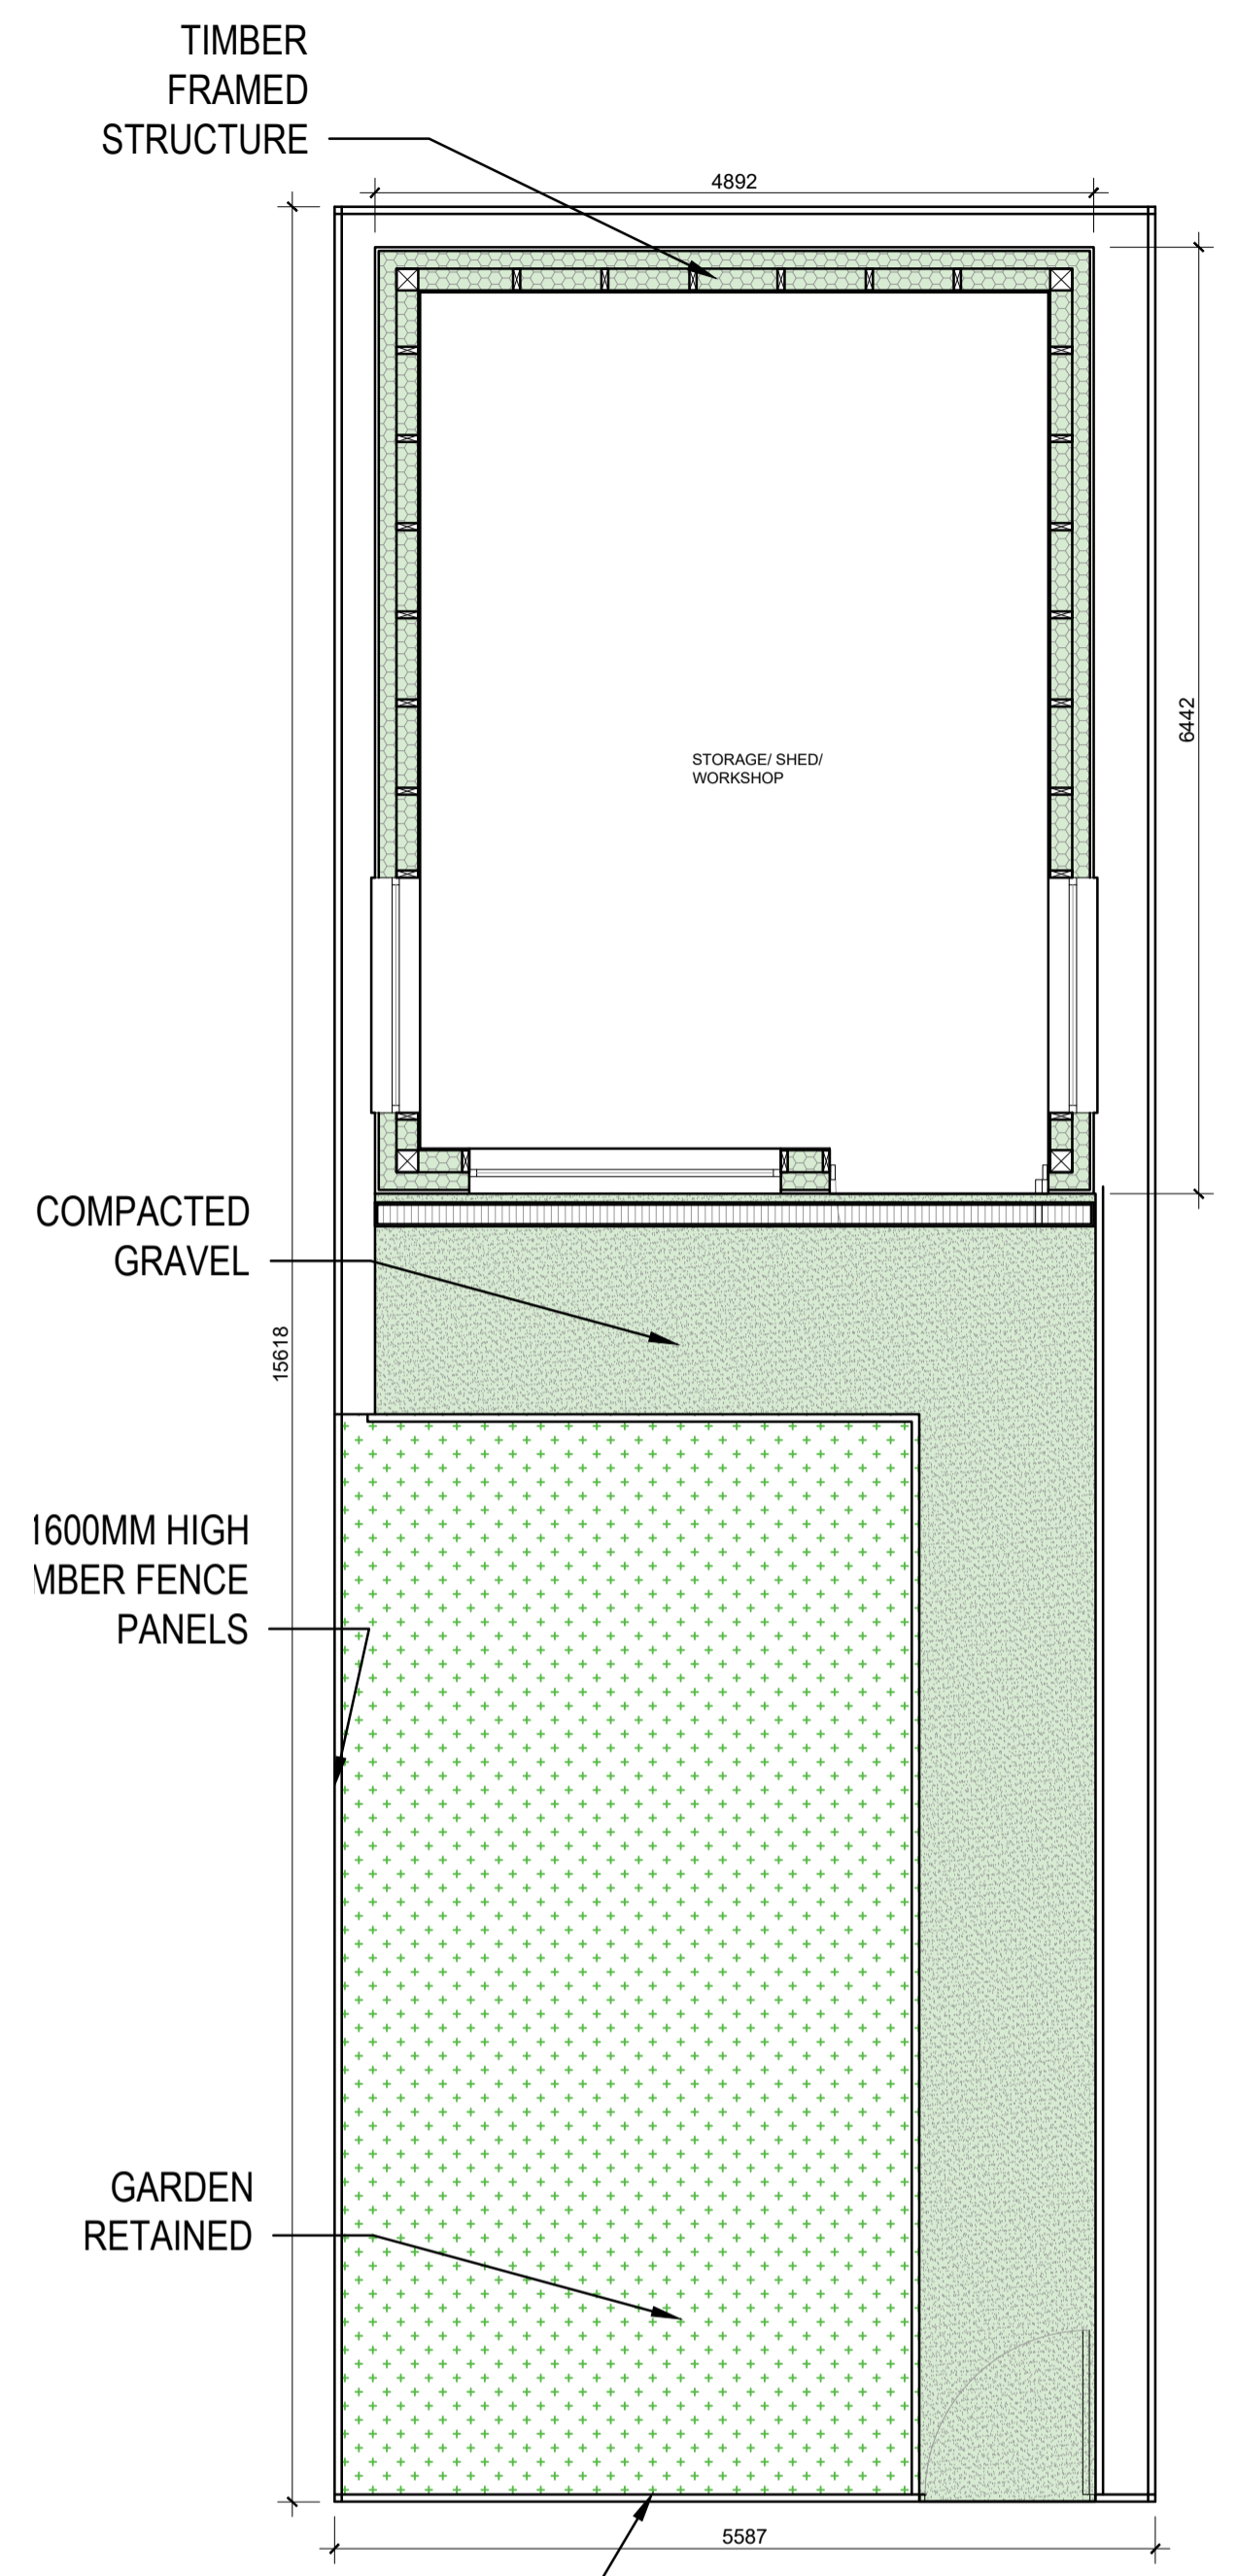 TIMBER
FRAMED
STRUCTURE
4892
6442
STORAGE/ SHED/
WORKSHOP
COMPACTED
GRAVEL
15618
1600MM HIGH
MBER FENCE
PANELS
GARDEN
RETAINED
5587